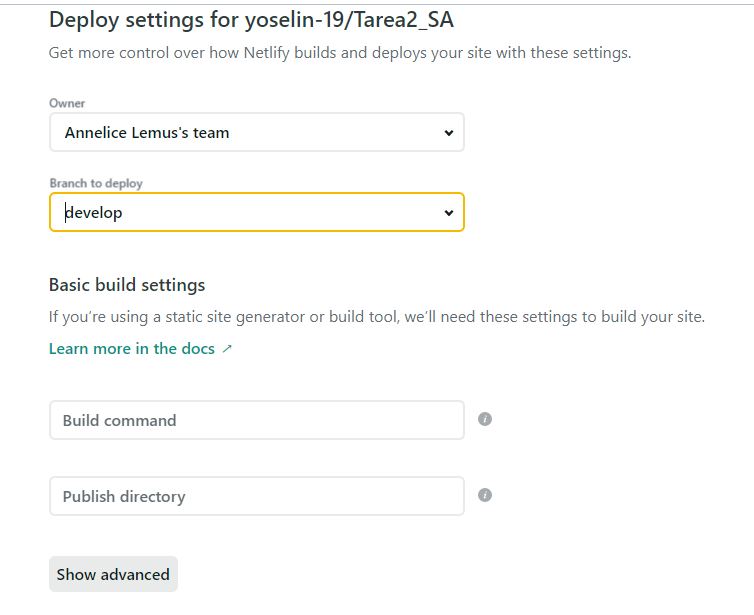 Deploy settings for yoselin-19/Tarea2_SA
Get more control over how Netlify builds and deploys your site with these settings.
Owner
Annelice Lemus's team
Branch to deploy
develop
Basic build settings
If you're using a static site generator or build tool, we'll need these settings to build your site.
Learn more in the docs ↗
Build command
Publish directory
Show advanced